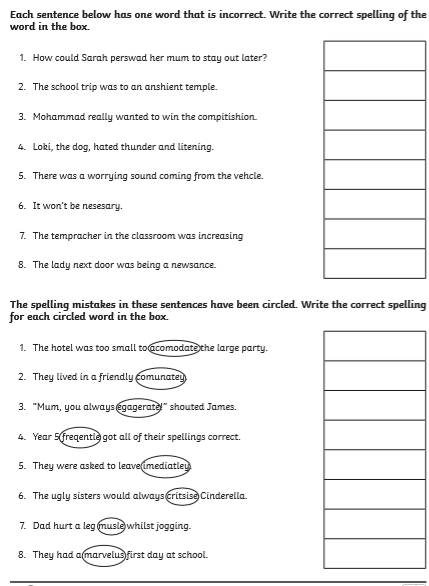 Each sentence below has one word that is incorrect. Write the correct spelling of the
word in the box.
1. How could Sarah perswad her mum to stay out later?
2. The school trip was to an anshient temple.
3. Mohammad really wanted to win the compitishion.
4. Loki, the dog, hated thunder and litening.
5. There was a worrying sound coming from the vehcle.
6. It won't be nesesary.
7. The tempracher in the classroom was increasing
8. The lady next door was being a newsance.
The spelling mistakes in these sentences have been circled. Write the correct spelling
for each circled word in the box.
1. The hotel was too small to acomodate the large party.
2. They lived in a friendly comunatey.
3. "Mum, you always egagerate!" shouted James.
4. Year 5 freqentle got all of their spellings correct.
5. They were asked to leave imediatley.
6. The ugly sisters would always critsise Cinderella.
7. Dad hurt a leg musle whilst jogging.
8. They had a marvelus first day at school.